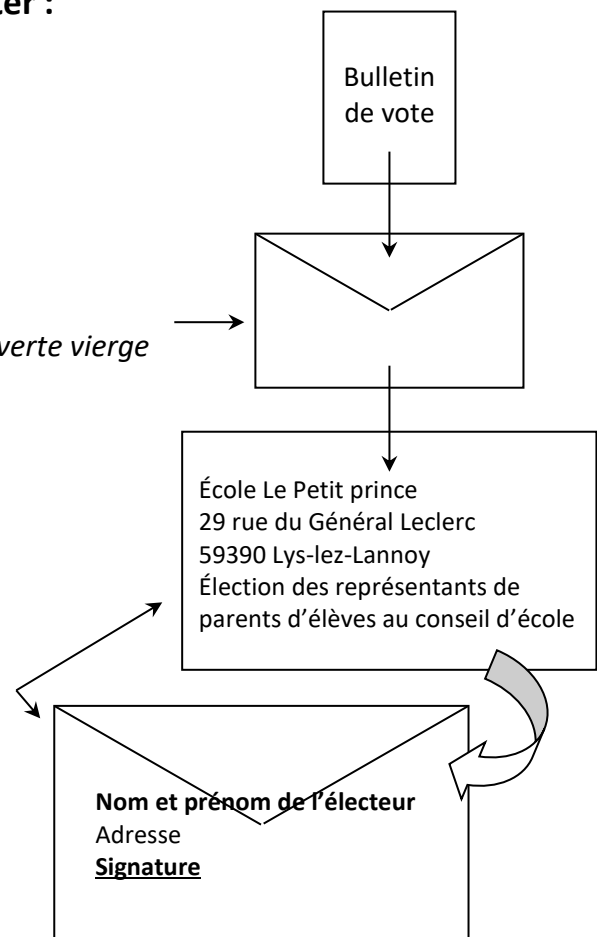 ter :
Bulletin
de vote
verte vierge
École Le Petit prince
29 rue du Général Leclerc
59390 Lys-lez-Lannoy
Élection des représentants de
parents d’élèves au conseil d’école
Nom et prénom de l’électeur
Adresse
Signature